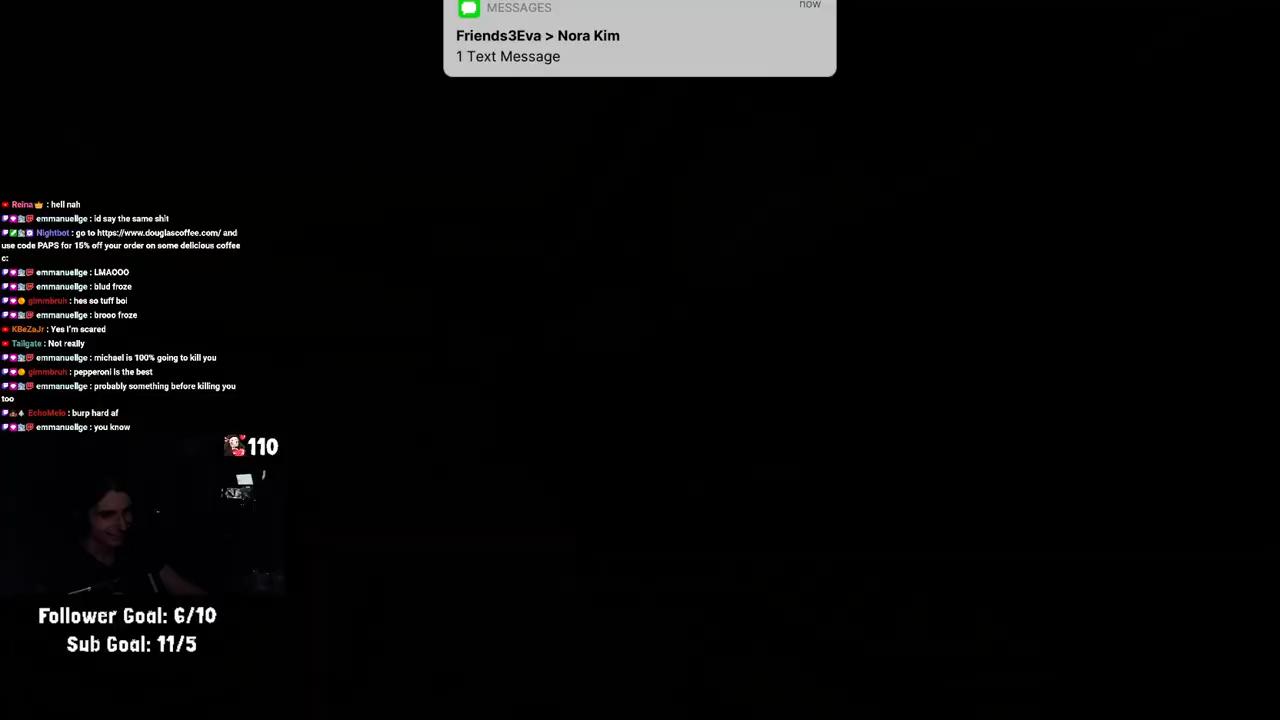 MESSAGES
now
Friends3Eva > Nora Kim
1 Text Message
Reina : hell nah
emmanuellge : id say the same shit
Nightbot : go to https://www.douglascoffee.com/ and
use code PAPS for 15% off your order on some delicious coffee
c:
emmanuellge : LMAOOO
emmanuellge : blud froze
gimmbruh : hes so tuff boi
emmanuellge : brooo froze
KBeZaJr : Yes I'm scared
Tailgate : Not really
emmanuellge : michael is 100% going to kill you
gimmbruh : pepperoni is the best
emmanuellge : probably something before killing you
too
EchoMelo : burp hard af
emmanuellge : you know
110
Follower Goal: 6/10
Sub Goal: 11/5